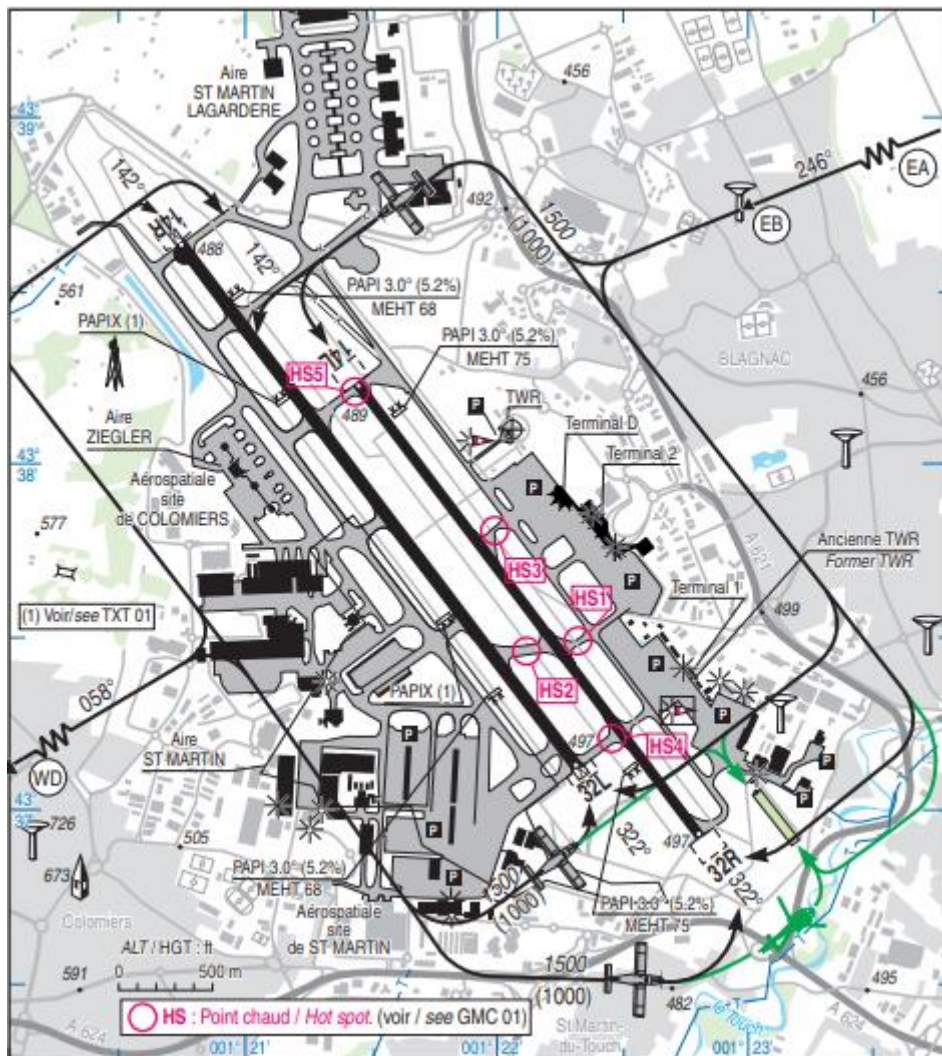 Aire
ST MARTIN
LAGARDERE
456
43°
39'
142°
246°
EA
492
1500
(1000)
EB
14R
488
142°
561
PAPI 3.0° (5.2%)
MEHT 68
PAPIX (1)
PAPI 3.0° (5.2%)
MEHT 75
BLAGNAC
14L
HS5
456
489
P
TWR
Aire
ZIEGLER
Terminal D
Terminal 2
43°
38'
Aérospatiale
site
de COLOMIERS
P
577
A 621
Ancienne TWR
Former TWR
HS3
P
HS1
Terminal 1
499
(1) Voir/see TXT 01
P
HS2
058°
PAPIX (1)
P
Aire
ST MARTIN
P
497
HS4
WD
32L
P
P
43°
37'
726
322°
P
505
497
32R
322°
673
PAPI 3.0° (5.2%)
MEHT 68
P
1500
(1000)
PAPI 3.0° (5.2%)
MEHT 75
Colomiers
Aérospatiale
site
de ST MARTIN
ALT / HGT : ft
0 500 m
591
1500
(1000)
482
495
HS : Point chaud / Hot spot. (voir / see GMC 01)
St Martin-
du-Touch
le Touch
A 624
A 624
001° 21'
001° 22'
001° 23'